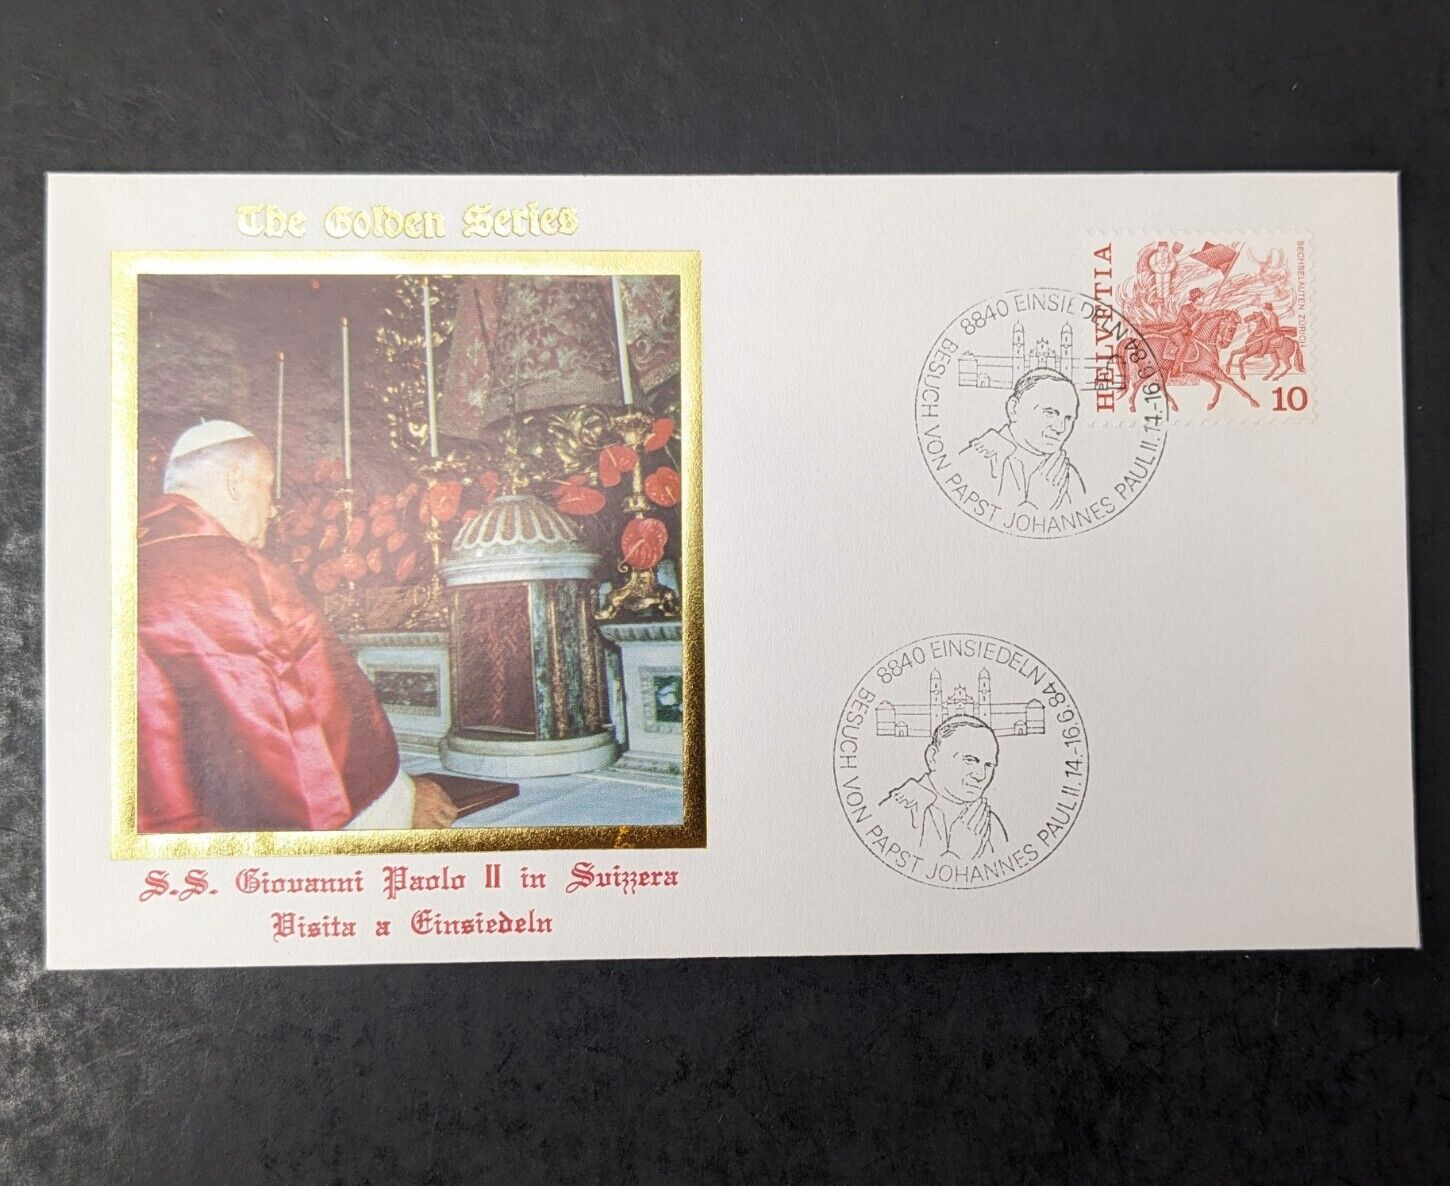 The Golden Series
S.S. Giovanni Paolo II in Svizzera
Visita a Einsiedeln
HELVETIA
SECHSELÄUTEN ZÜRICH
10
8840 EINSIEDELN
BESUCH VON PAPST JOHANNES PAUL II. 14.-16.6.84
8840 EINSIEDELN
BESUCH VON PAPST JOHANNES PAUL II. 14.-16.6.84